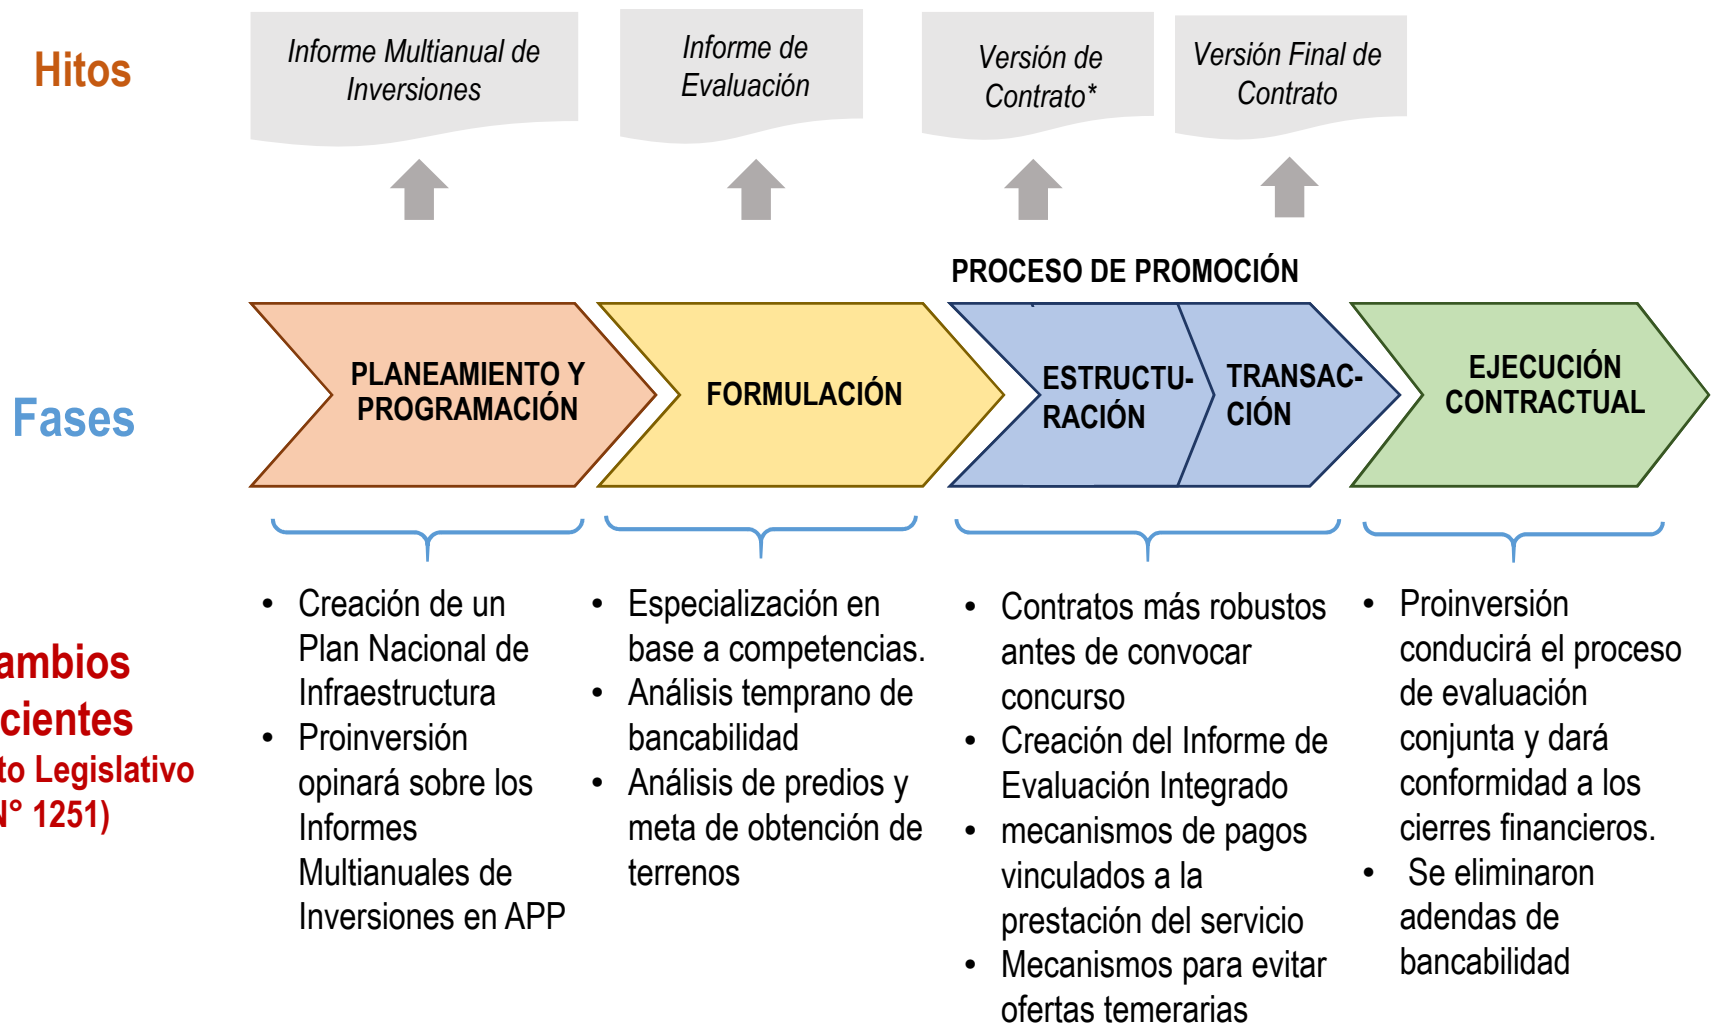 Hitos
Informe Multianual de
Inversiones
Informe de
Evaluación
Versión de
Contrato*
Versión Final de
Contrato
PROCESO DE PROMOCIÓN
Fases
PLANEAMIENTO Y
PROGRAMACIÓN
FORMULACIÓN
ESTRUCTU-
RACIÓN
TRANSAC-
CIÓN
EJECUCIÓN
CONTRACTUAL
ambios
cientes
to Legislativo
N° 1251)
• Creación de un
Plan Nacional de
Infraestructura
• Proinversión
opinará sobre los
Informes
Multianuales de
Inversiones en APP
• Especialización en
base a competencias.
• Análisis temprano de
bancabilidad
• Análisis de predios y
meta de obtención de
terrenos
• Contratos más robustos
antes de convocar
concurso
• Creación del Informe de
Evaluación Integrado
• mecanismos de pagos
vinculados a la
prestación del servicio
• Mecanismos para evitar
ofertas temerarias
• Proinversión
conducirá el proceso
de evaluación
conjunta y dará
conformidad a los
cierres financieros.
• Se eliminaron
adendas de
bancabilidad